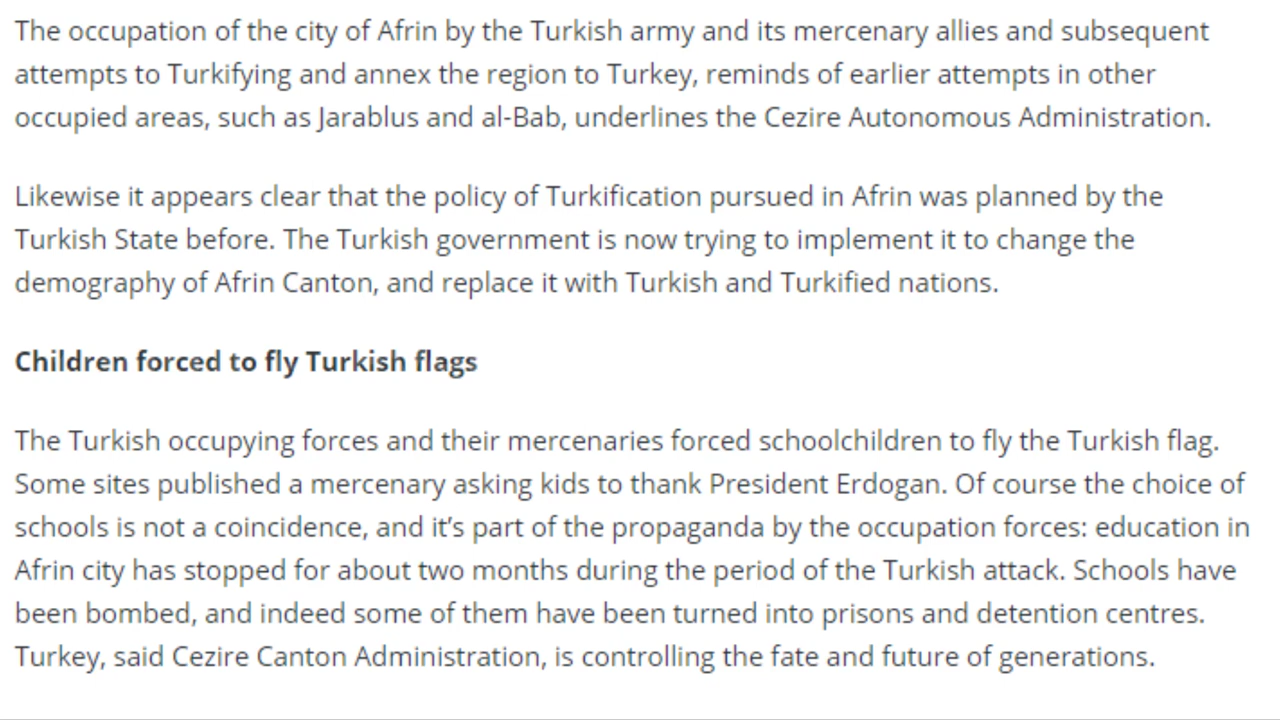 The occupation of the city of Afrin by the Turkish army and its mercenary allies and subsequent
attempts to Turkifying and annex the region to Turkey, reminds of earlier attempts in other
occupied areas, such as Jarablus and al-Bab, underlines the Cezire Autonomous Administration.
Likewise it appears clear that the policy of Turkification pursued in Afrin was planned by the
Turkish State before. The Turkish government is now trying to implement it to change the
demography of Afrin Canton, and replace it with Turkish and Turkified nations.
Children forced to fly Turkish flags
The Turkish occupying forces and their mercenaries forced schoolchildren to fly the Turkish flag.
Some sites published a mercenary asking kids to thank President Erdogan. Of course the choice of
schools is not a coincidence, and it’s part of the propaganda by the occupation forces: education in
Afrin city has stopped for about two months during the period of the Turkish attack. Schools have
been bombed, and indeed some of them have been turned into prisons and detention centres.
Turkey, said Cezire Canton Administration, is controlling the fate and future of generations.